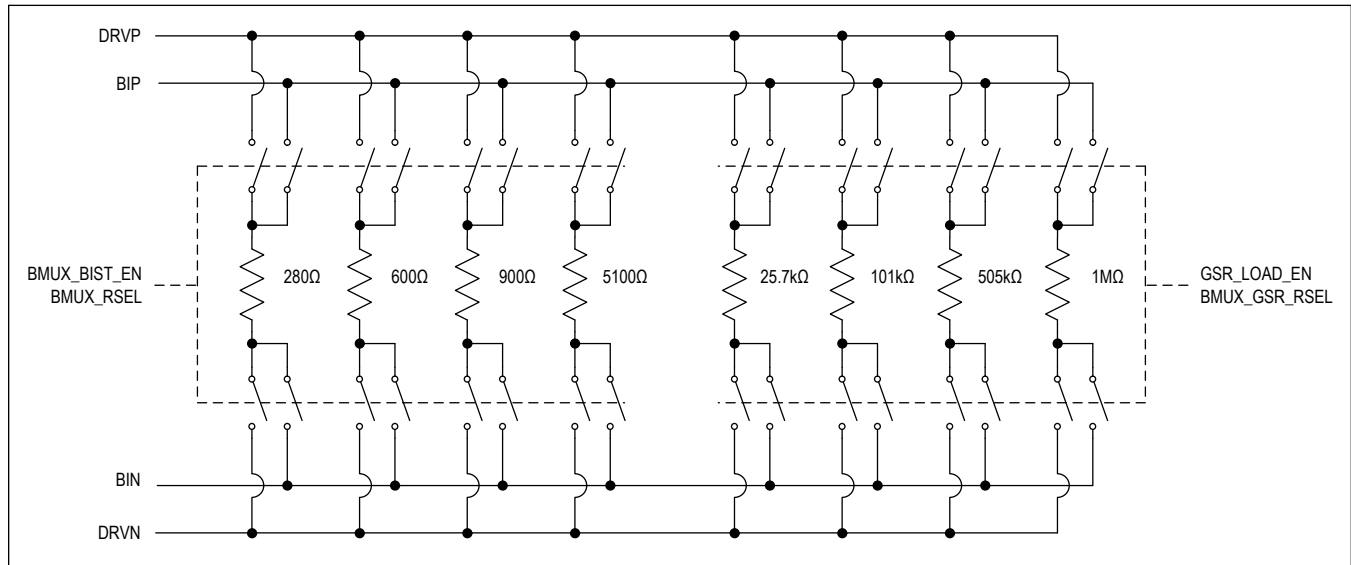 DRVP
BIP
BMUX_BIST_EN
BMUX_RSEL
280Ω
600Ω
900Ω
5100Ω
25.7kΩ
101kΩ
505kΩ
1MΩ
GSR_LOAD_EN
BMUX_GSR_RSEL
BIN
DRVN